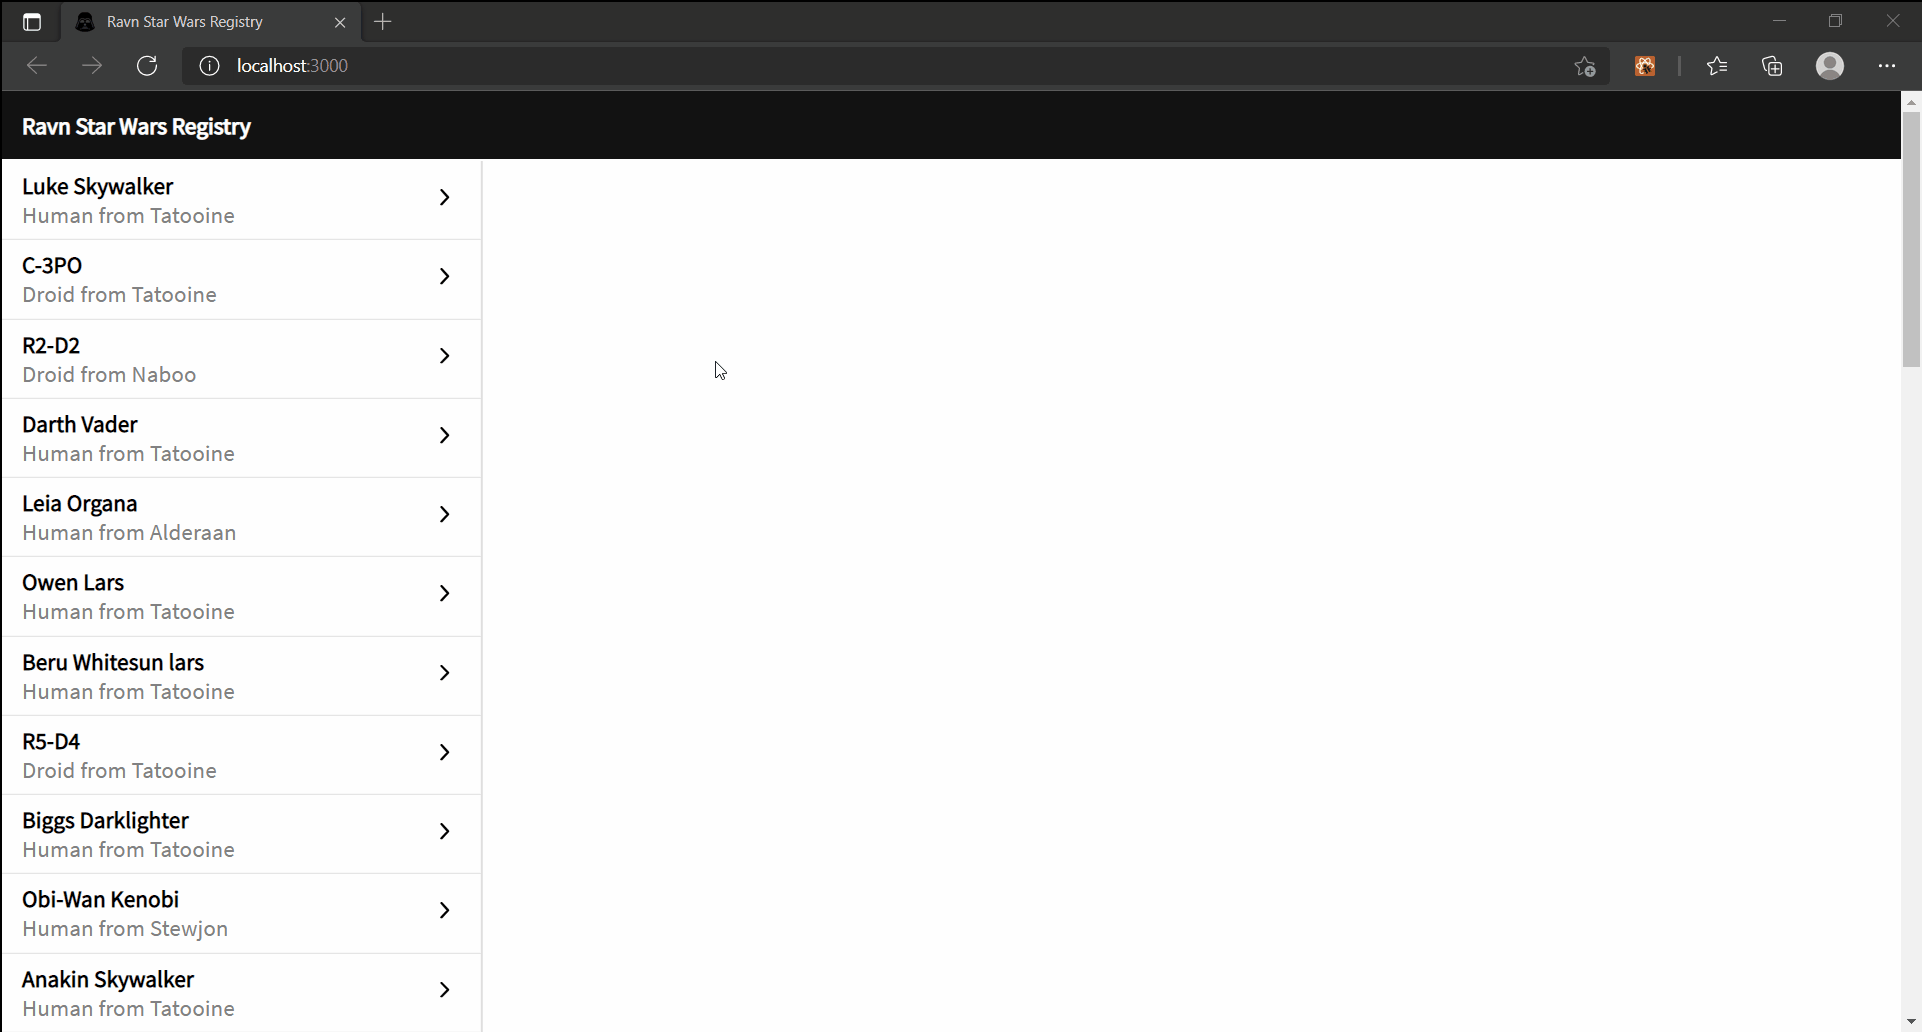 Ravn Star Wars Registry
localhost:3000
Ravn Star Wars Registry
Luke Skywalker
Human from Tatooine
C-3PO
Droid from Tatooine
R2-D2
Droid from Naboo
Darth Vader
Human from Tatooine
Leia Organa
Human from Alderaan
Owen Lars
Human from Tatooine
Beru Whitesun lars
Human from Tatooine
R5-D4
Droid from Tatooine
Biggs Darklighter
Human from Tatooine
Obi-Wan Kenobi
Human from Stewjon
Anakin Skywalker
Human from Tatooine